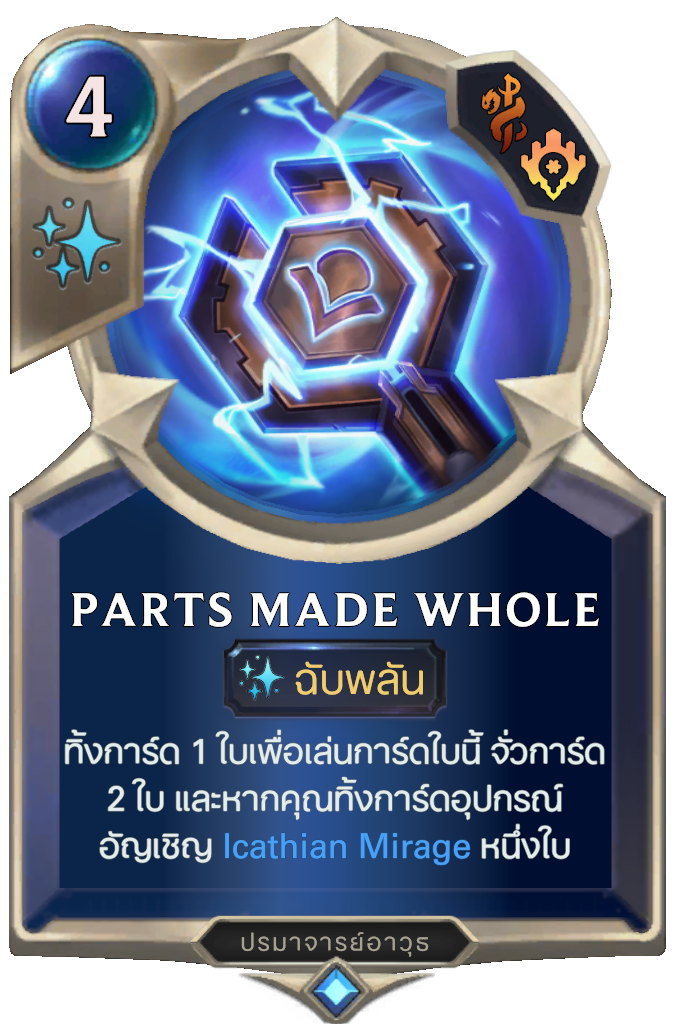 4
PARTS MADE WHOLE
ฉับพลัน
ทิ้งการ์ด 1 ใบเพื่อเล่นการ์ดใบนี้ จั่วการ์ด
2 ใบ และหากคุณทิ้งการ์ดอุปกรณ์
อัญเชิญ Icathian Mirage หนึ่งใบ
ปรมาจารย์อาวุธ